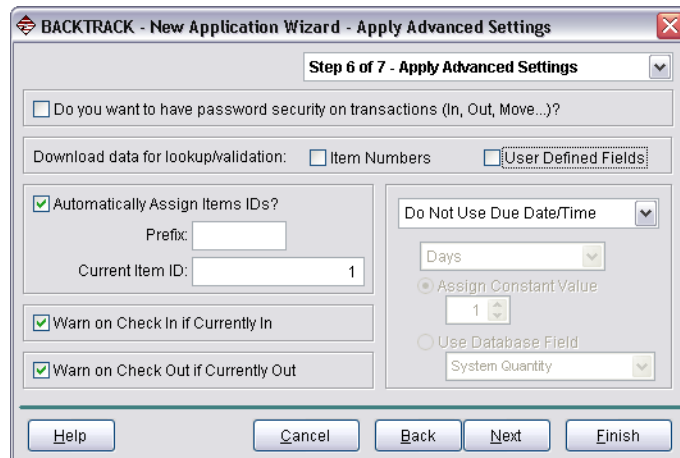 BACKTRACK - New Application Wizard - Apply Advanced Settings
Step 6 of 7 - Apply Advanced Settings
Do you want to have password security on transactions (In, Out, Move...)?
Download data for lookup/validation: Item Numbers User Defined Fields
Automatically Assign Items IDs?
Prefix:
Current Item ID: 1
Warn on Check In if Currently In
Warn on Check Out if Currently Out
Do Not Use Due Date/Time
Days
Assign Constant Value
1
Use Database Field
System Quantity
Help Cancel Back Next Finish